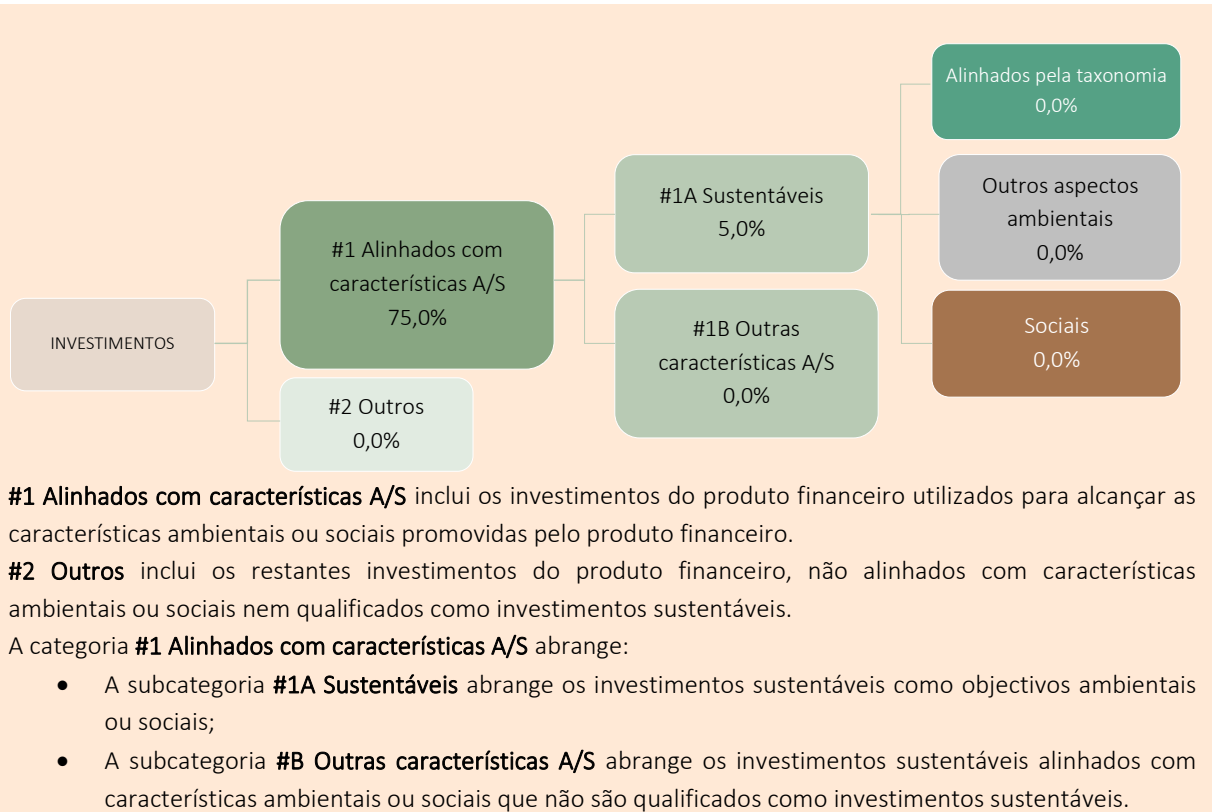 INVESTIMENTOS
#1 Alinhados com
características A/S
75,0%
#2 Outros
0,0%
#1A Sustentáveis
5,0%
#1B Outras
características A/S
0,0%
Alinhados pela taxonomia
0,0%
Outros aspectos
ambientais
0,0%
Sociais
0,0%
#1 Alinhados com características A/S inclui os investimentos do produto financeiro utilizados para alcançar as
características ambientais ou sociais promovidas pelo produto financeiro.
#2 Outros inclui os restantes investimentos do produto financeiro, não alinhados com características
ambientais ou sociais nem qualificados como investimentos sustentáveis.
A categoria #1 Alinhados com características A/S abrange:
• A subcategoria #1A Sustentáveis abrange os investimentos sustentáveis como objectivos ambientais
ou sociais;
• A subcategoria #B Outras características A/S abrange os investimentos sustentáveis alinhados com
características ambientais ou sociais que não são qualificados como investimentos sustentáveis.